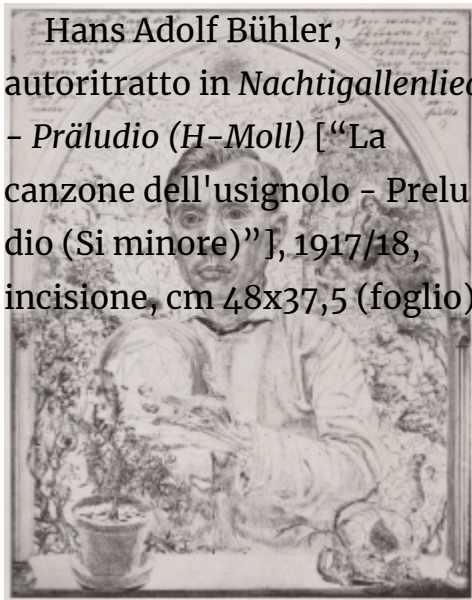 Hans Adolf Bühler,
autoritratto in Nachtigallenlied
- Präludio (H-Moll) [“La
canzone dell'usignolo - Prelu
dio (Si minore)”], 1917/18,
incisione, cm 48x37,5 (foglio)